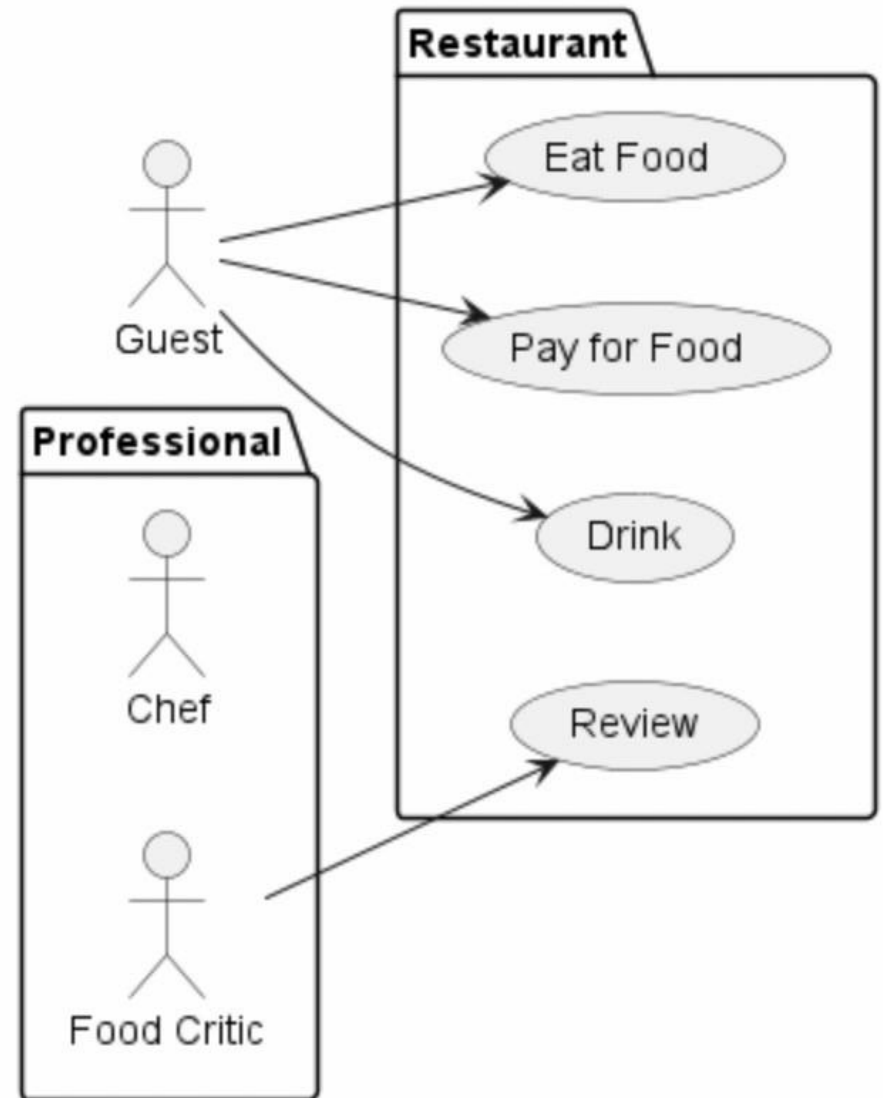 Restaurant
Eat Food
Guest
Pay for Food
Professional
Drink
Chef
Review
Food Critic